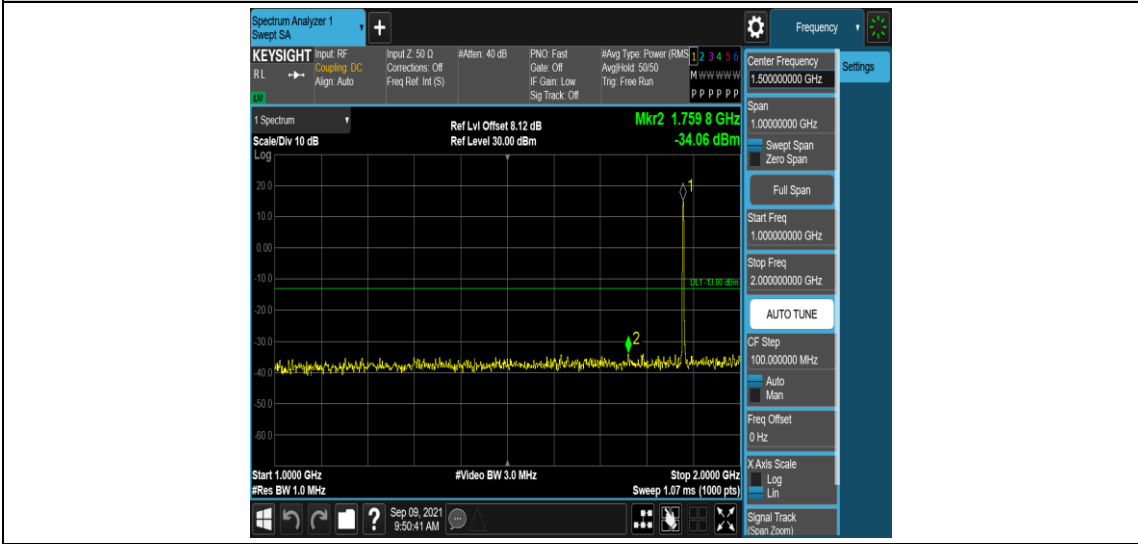 Spectrum Analyzer 1
Swept SA
+
Frequency
KEYSIGHT
RL
Input: RF
Coupling: DC
Align: Auto
Input Z: 50 Ω
Corrections: Off
Freq Ref: Int (S)
#Atten: 40 dB
PNO: Fast
Gate: Off
IF Gain: Low
Sig Track: Off
#Avg Type: Power (RMS
Avg|Hold: 50/50
Trig: Free Run
1 2 3 4 5 6
M W W W W W
P P P P P P
1 Spectrum
Scale/Div 10 dB
Log
Ref Lvl Offset 8.12 dB
Ref Level 30.00 dBm
Mkr2 1.759 8 GHz
-34.06 dBm
20.0
10.0
0.00
-10.0
-20.0
-30.0
-40.0
-50.0
-60.0
1
DL1 -13.00 dBm
2
Start 1.0000 GHz
#Res BW 1.0 MHz
#Video BW 3.0 MHz
Stop 2.0000 GHz
Sweep 1.07 ms (1000 pts)
?
Sep 09, 2021
9:50:41 AM
Center Frequency
1.500000000 GHz
Settings
Span
1.00000000 GHz
Swept Span
Zero Span
Full Span
Start Freq
1.000000000 GHz
Stop Freq
2.000000000 GHz
AUTO TUNE
CF Step
100.000000 MHz
Auto
Man
Freq Offset
0 Hz
X Axis Scale
Log
Lin
Signal Track
(Span Zoom)